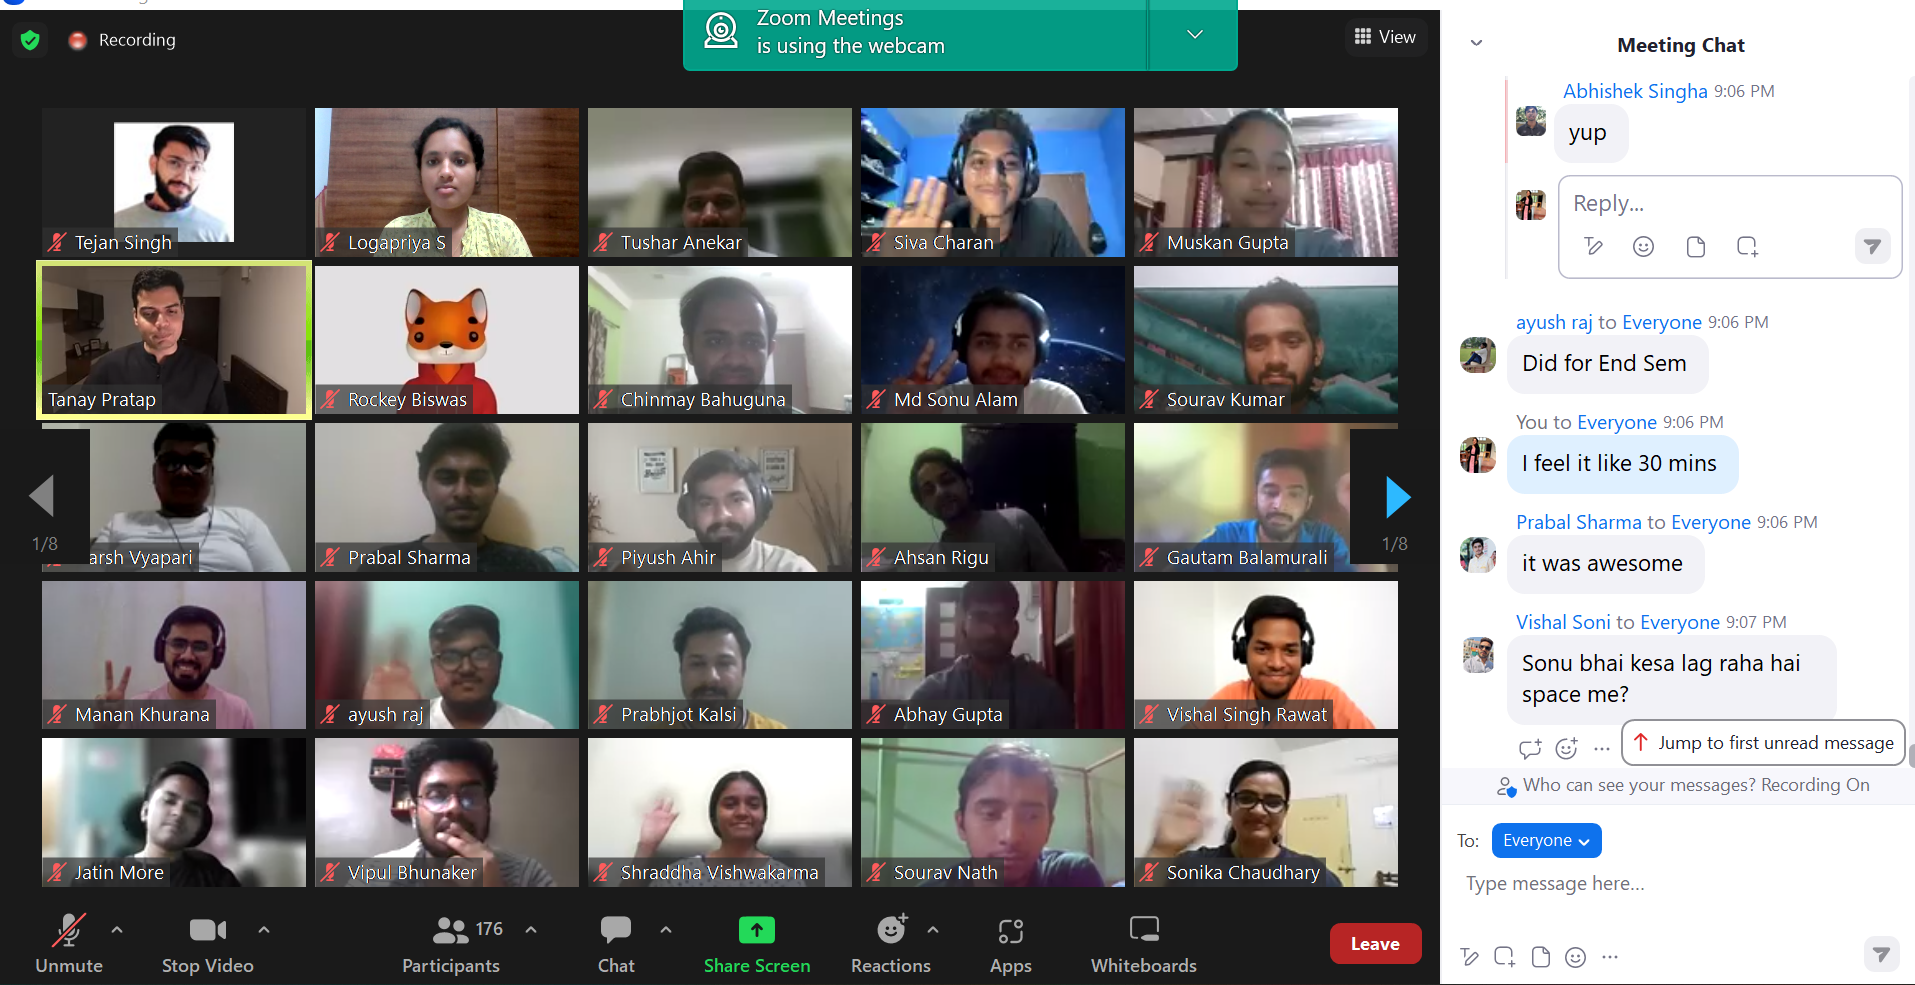 Recording
Zoom Meetings
is using the webcam
View
Tejan Singh
Logapriya S
Tushar Anekar
Siva Charan
Muskan Gupta
Tanay Pratap
Rockey Biswas
Chinmay Bahuguna
Md Sonu Alam
Sourav Kumar
1/8
arsh Vyapari
Prabal Sharma
Piyush Ahir
Ahsan Rigu
Gautam Balamurali
1/8
Manan Khurana
ayush raj
Prabhjot Kalsi
Abhay Gupta
Vishal Singh Rawat
Jatin More
Vipul Bhunaker
Shraddha Vishwakarma
Sourav Nath
Sonika Chaudhary
Unmute
Stop Video
176
Participants
Chat
Share Screen
Reactions
Apps
Whiteboards
Leave
Meeting Chat
Abhishek Singha 9:06 PM
yup
Reply...
ayush raj to Everyone 9:06 PM
Did for End Sem
You to Everyone 9:06 PM
I feel it like 30 mins
Prabal Sharma to Everyone 9:06 PM
it was awesome
Vishal Soni to Everyone 9:07 PM
Sonu bhai kesa lag raha hai
space me?
Jump to first unread message
Who can see your messages? Recording On
To: Everyone
Type message here...